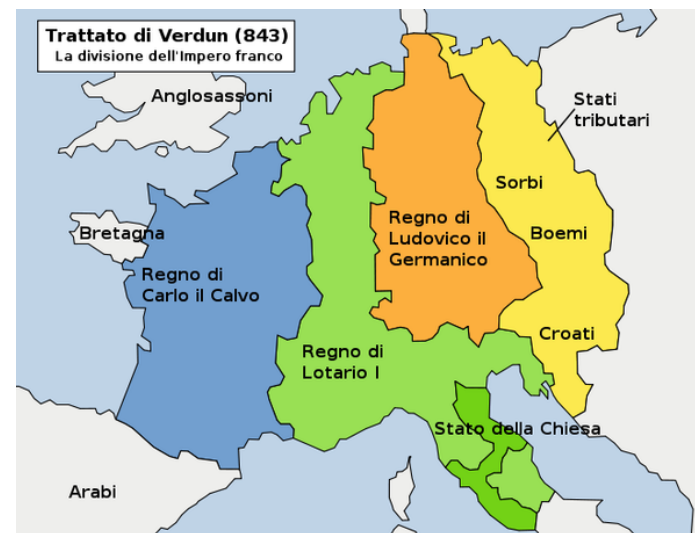 Trattato di Verdun (843)
La divisione dell'Impero franco
Anglosassoni
Stati
tributari
Sorbi
Bretagna
Regno di
Ludovico il
Germanico
Boemi
Regno di
Carlo il Calvo
Croati
Regno di
Lotario I
Stato della Chiesa
Arabi